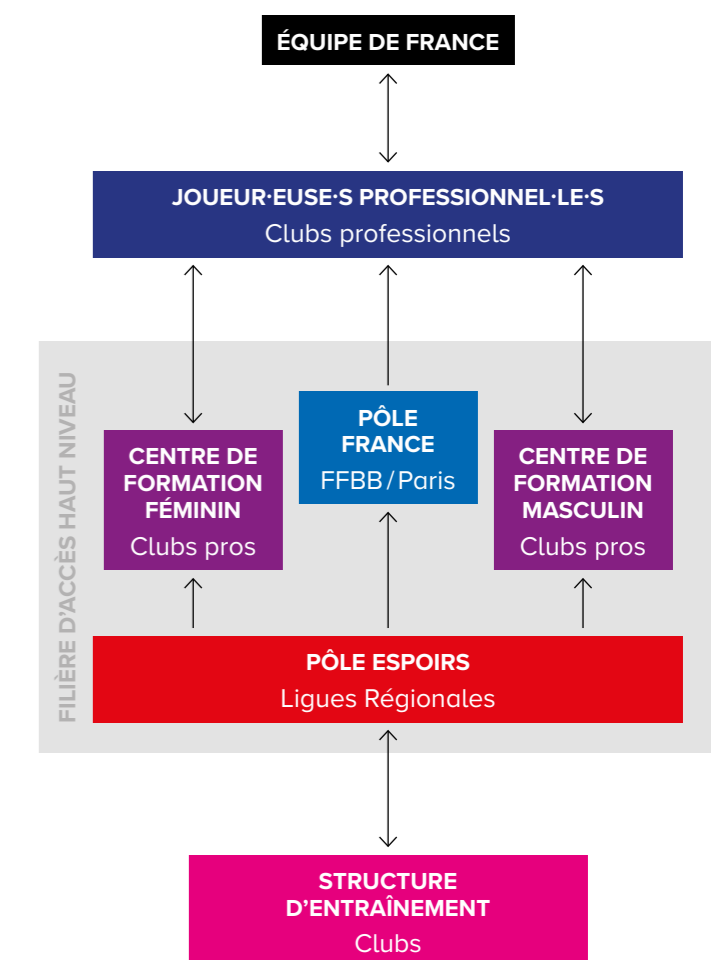 ÉQUIPE DE FRANCE
JOUEUR·EUSE·S PROFESSIONNEL·LE·S
Clubs professionnels
FILIÈRE D'ACCÈS HAUT NIVEAU
CENTRE DE
FORMATION
FÉMININ
Clubs pros
PÔLE
FRANCE
FFBB/Paris
CENTRE DE
FORMATION
MASCULIN
Clubs pros
PÔLE ESPOIRS
Ligues Régionales
STRUCTURE
D'ENTRAÎNEMENT
Clubs